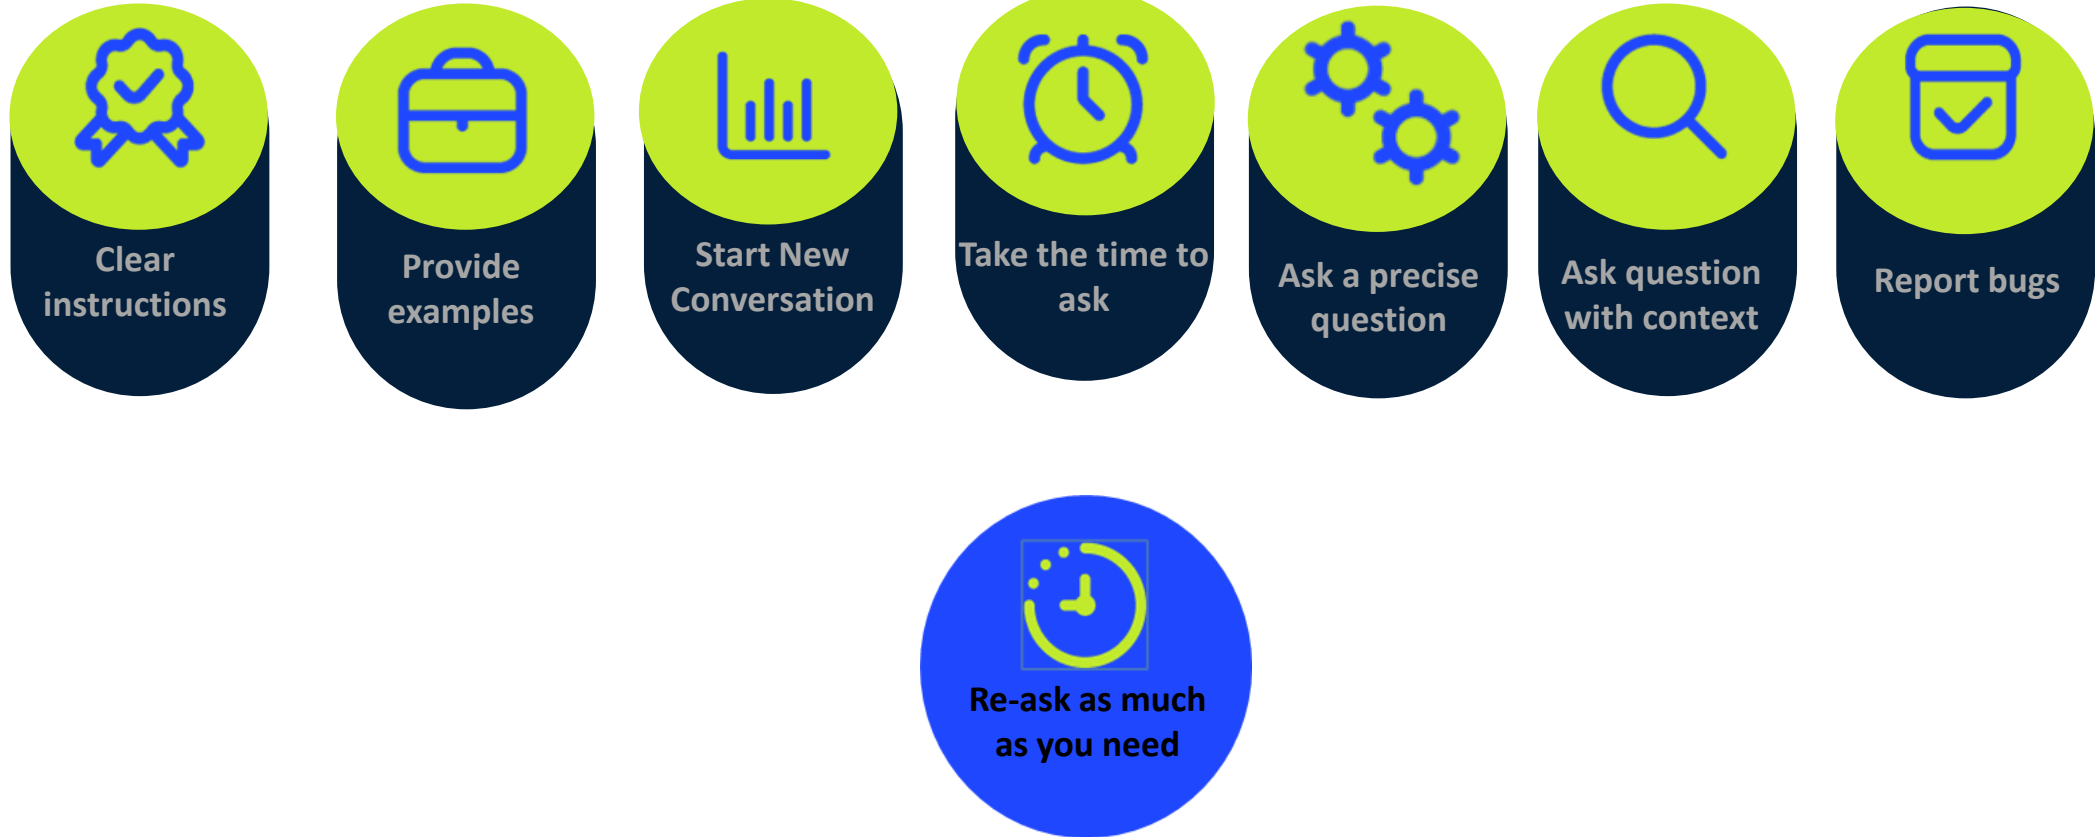 Clear
instructions
Provide
examples
Start New
Conversation
Take the time to
ask
Ask a precise
question
Ask question
with context
Report bugs
Re-ask as much
as you need